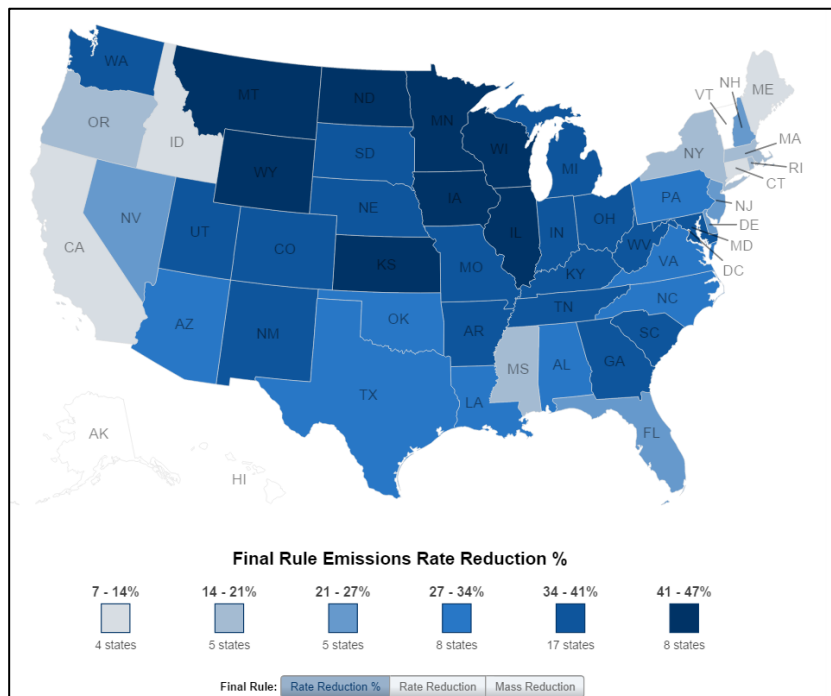 WA
MT
ND
MN
OR
ID
WY
SD
WI
MI
NY
VT
NH
ME
MA
RI
CT
NJ
DE
MD
DC
PA
NE
IA
IL
IN
OH
WV
VA
CA
NV
UT
CO
KS
MO
KY
NC
TN
SC
AZ
NM
OK
AR
MS
AL
GA
TX
LA
FL
AK
HI
Final Rule Emissions Rate Reduction %
7 - 14% 14 - 21% 21 - 27% 27 - 34% 34 - 41% 41 - 47%
4 states 5 states 5 states 8 states 17 states 8 states
Final Rule: Rate Reduction % Rate Reduction Mass Reduction